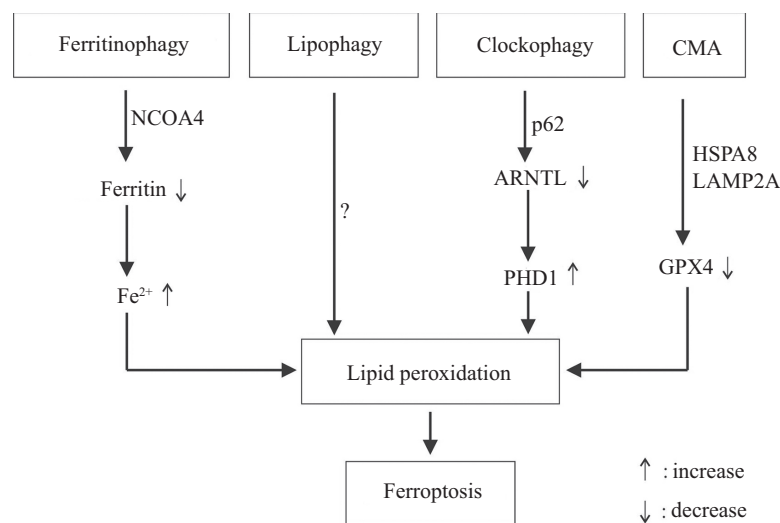 Ferritinophagy
Lipophagy
Clockophagy
CMA
NCOA4
p62
HSPA8
LAMP2A
Ferritin ↓
ARNTL ↓
?
Fe²⁺ ↑
PHD1 ↑
GPX4 ↓
Lipid peroxidation
Ferroptosis
↑ : increase
↓ : decrease